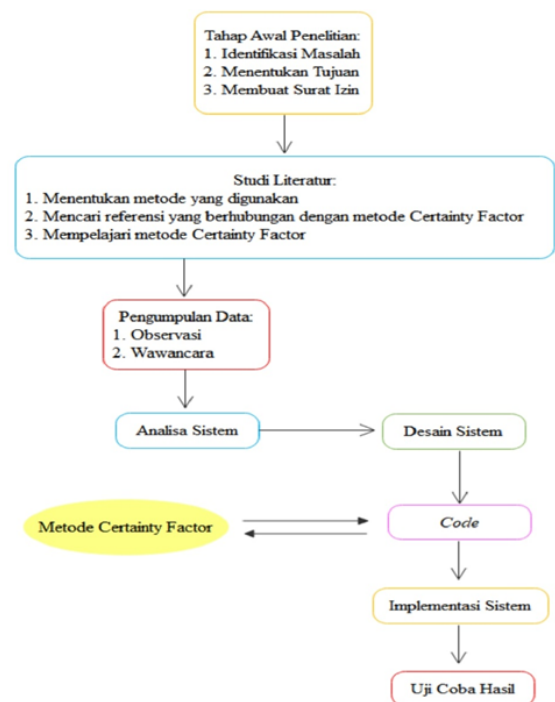 Tahap Awal Penelitian:
1. Identifikasi Masalah
2. Menentukan Tujuan
3. Membuat Surat Izin
Studi Literatur:
1. Menentukan metode yang digunakan
2. Mencari referensi yang berhubungan dengan metode Certainty Factor
3. Mempelajari metode Certainty Factor
Pengumpulan Data:
1. Observasi
2. Wawancara
Analisa Sistem
Desain Sistem
Metode Certainty Factor
Code
Implementasi Sistem
Uji Coba Hasil